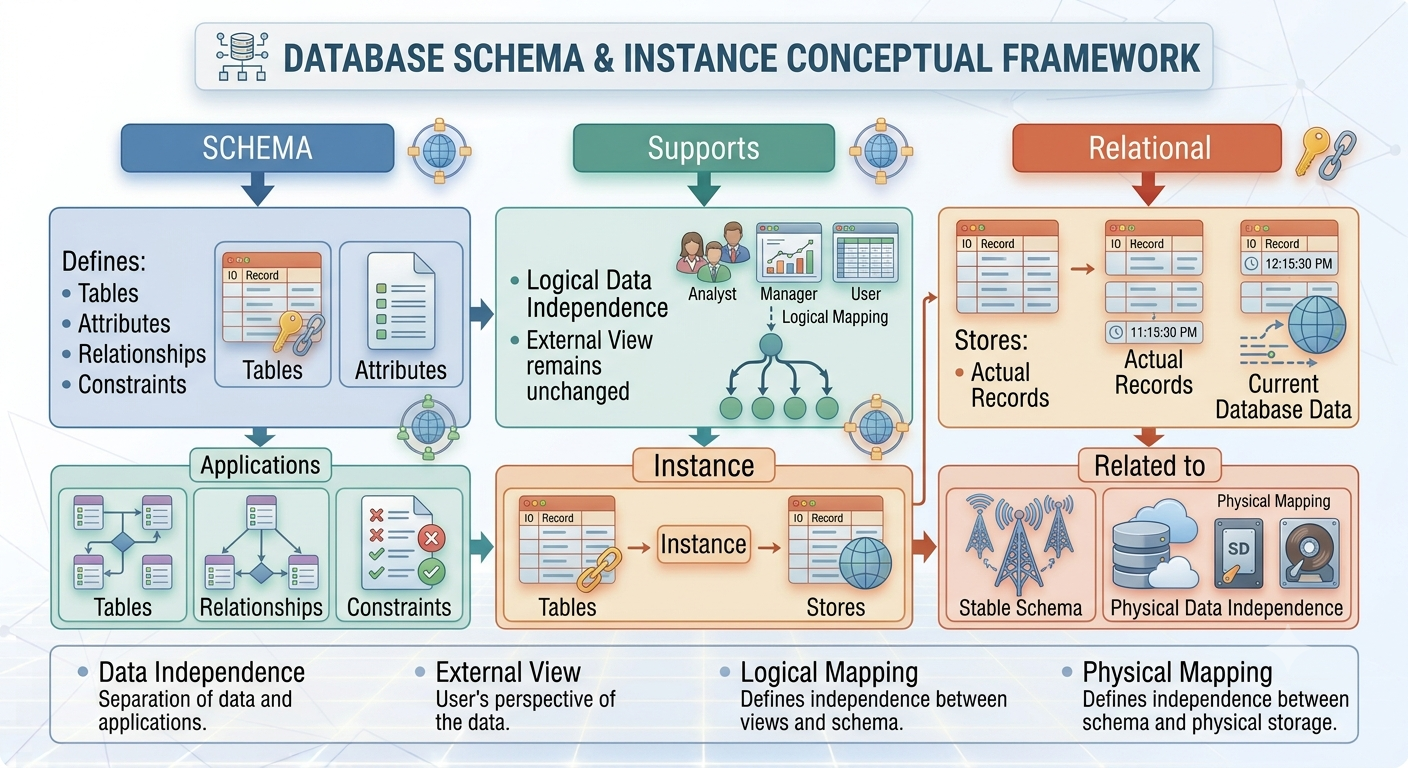 DATABASE SCHEMA & INSTANCE CONCEPTUAL FRAMEWORK
SCHEMA
Defines:
• Tables
• Attributes
• Relationships
• Constraints
IO Record
Tables
Attributes
Applications
Tables
Relationships
Constraints
Supports
• Logical Data
Independence
• External View
remains
unchanged
Analyst
Manager
User
Logical Mapping
Instance
IO Record
Tables
Instance
IO Record
Stores
Relational
IO Record
Stores:
• Actual
Records
IO Record
11:15:30 PM
Actual
Records
IO Record
12:15:30 PM
Current
Database Data
Related to
Stable Schema
Physical Mapping
SD
Physical Data Independence
• Data Independence
Separation of data and
applications.
• External View
User's perspective of
the data.
• Logical Mapping
Defines independence between
views and schema.
• Physical Mapping
Defines independence between
schema and physical storage.